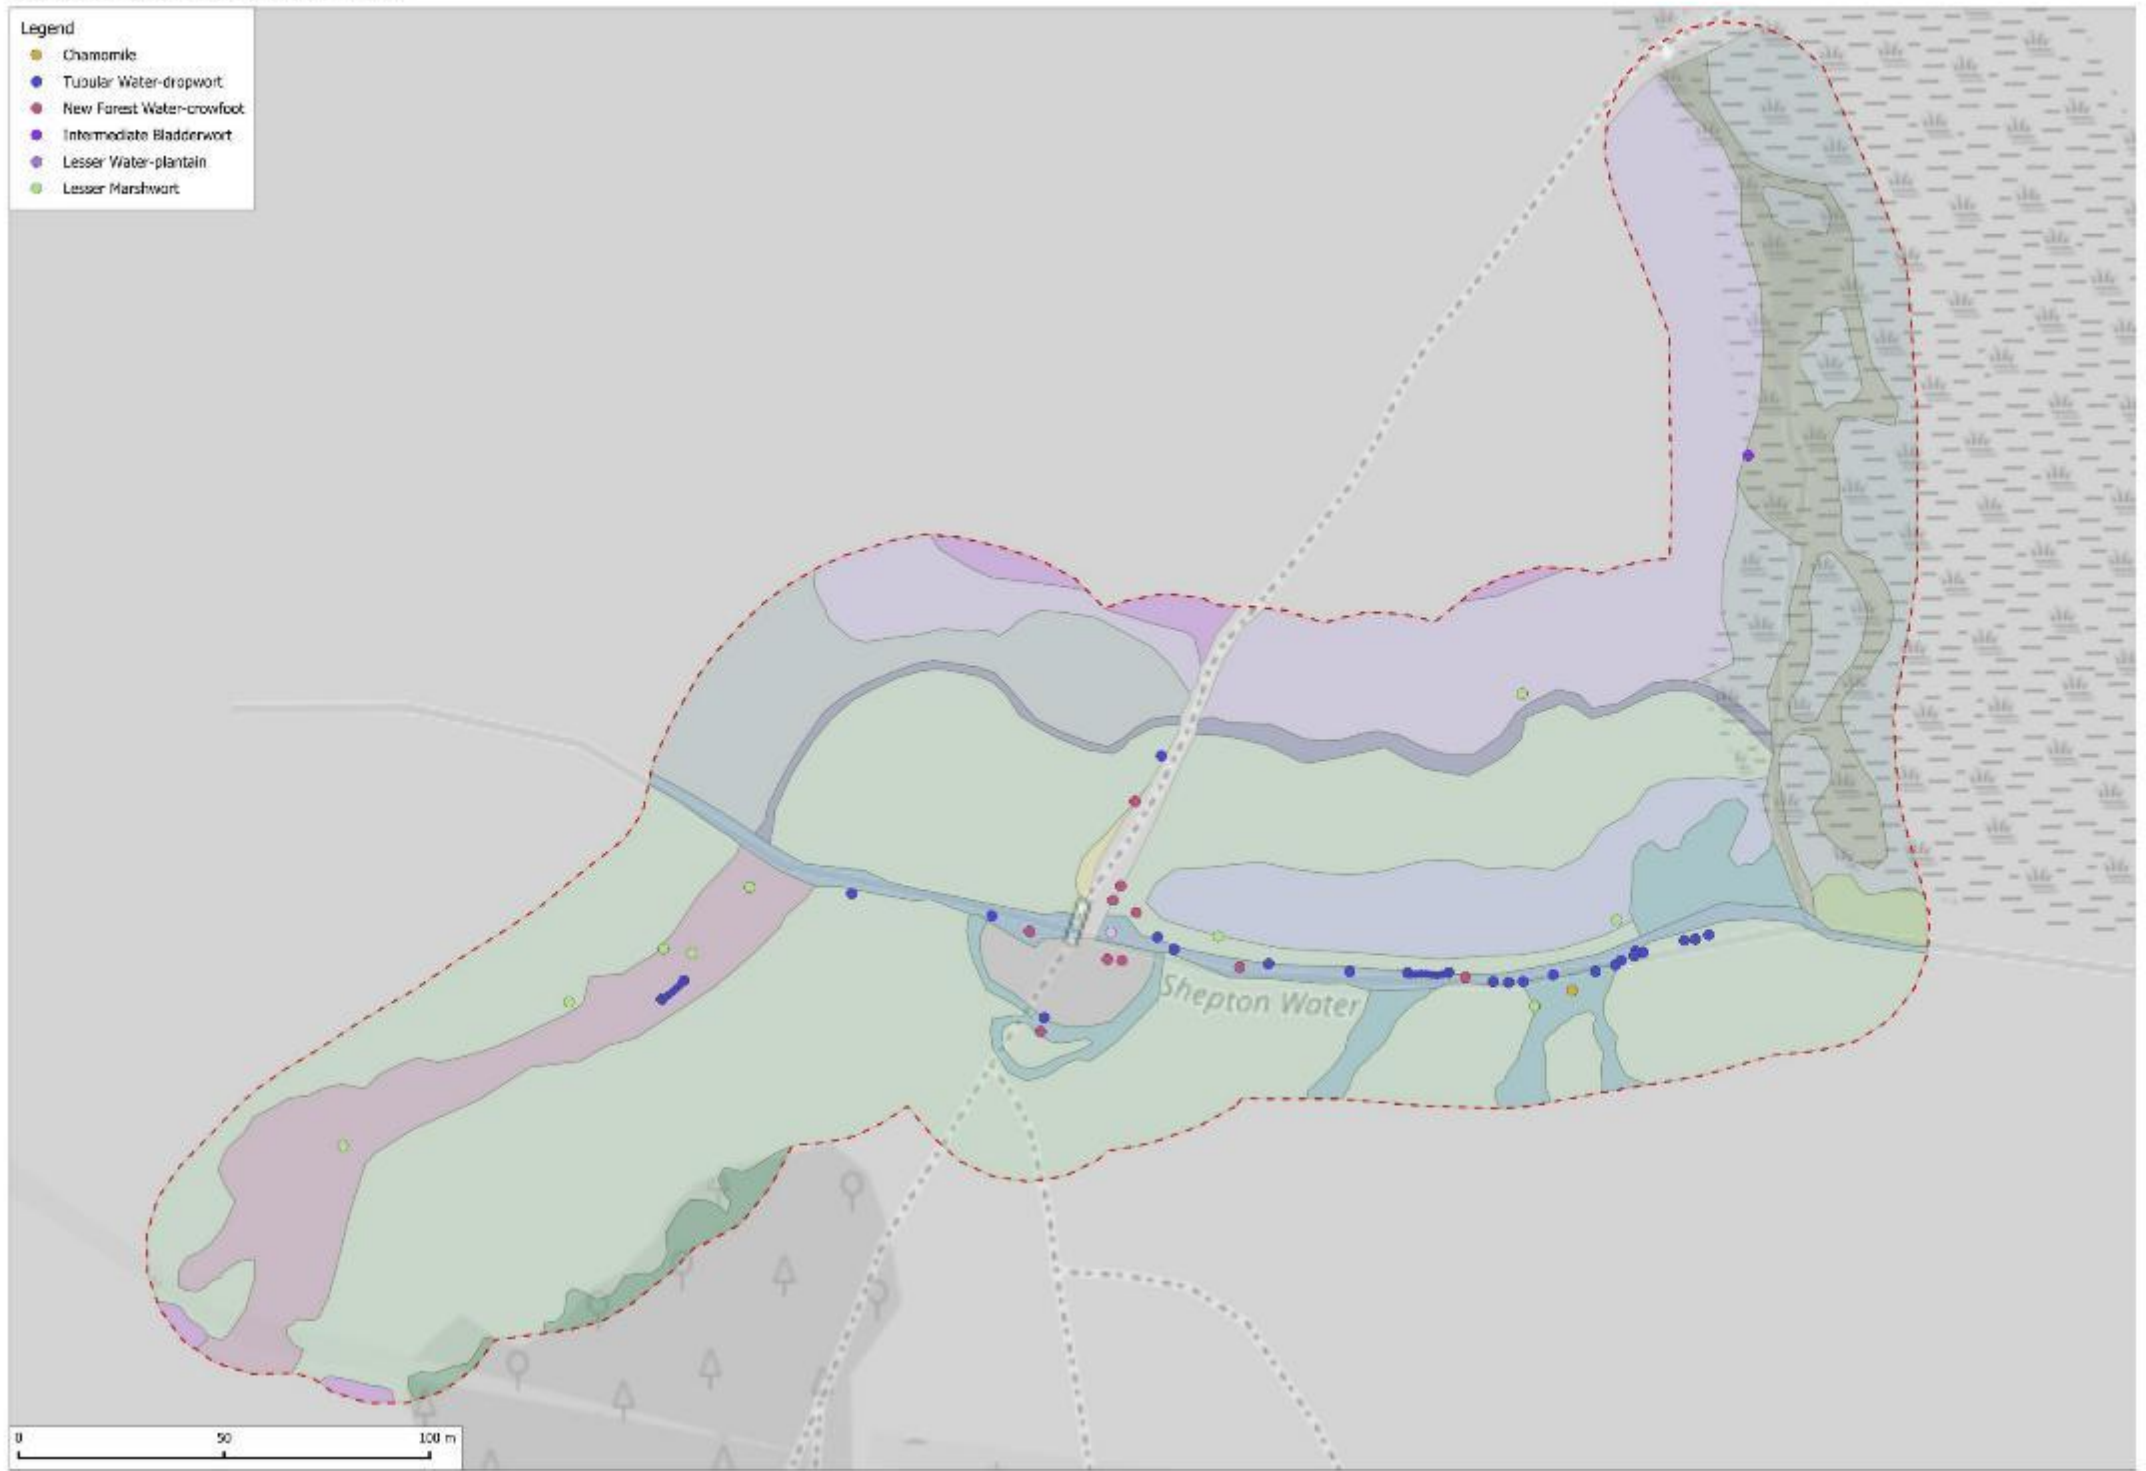 Legend
Chamomile
Tubular Water-dropwort
New Forest Water-crowfoot
Intermediate Bladderwort
Lesser Water-plantain
Lesser Marshwort
Shepton Water
0 50 100 m